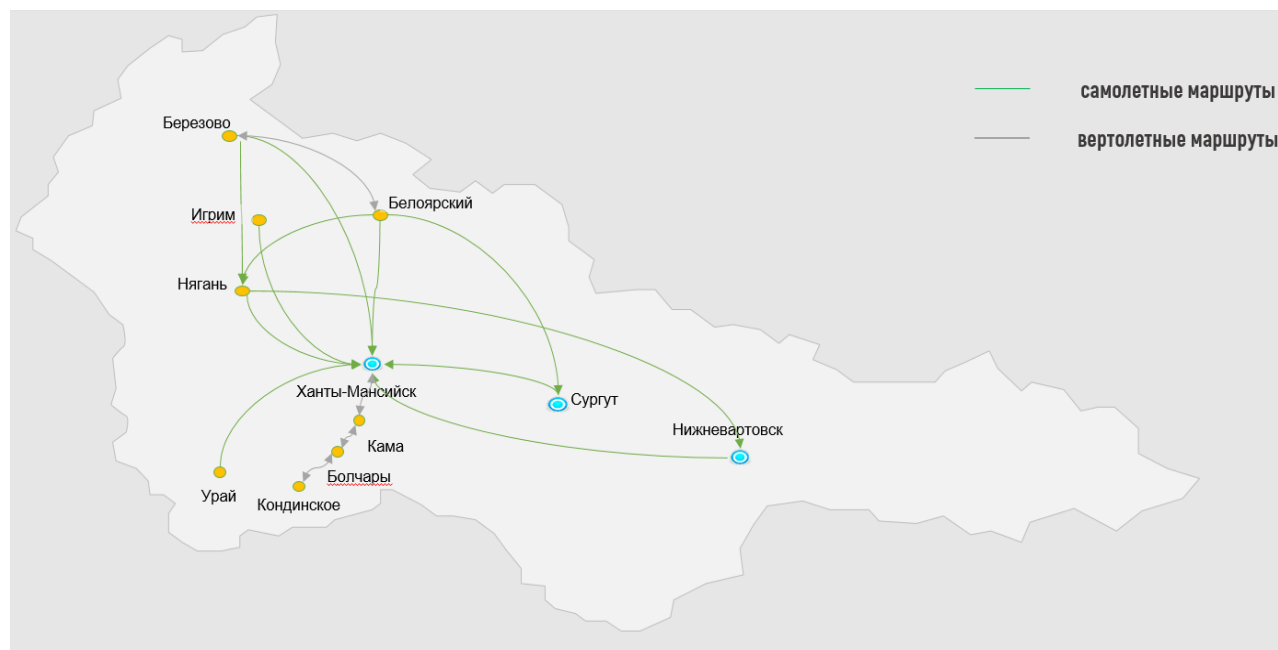 самолетные маршруты
вертолетные маршруты
Березово
Белоярский
Игрим
Нягань
Ханты-Мансийск
Сургут
Нижневартовск
Кама
Болчары
Урай
Кондинское